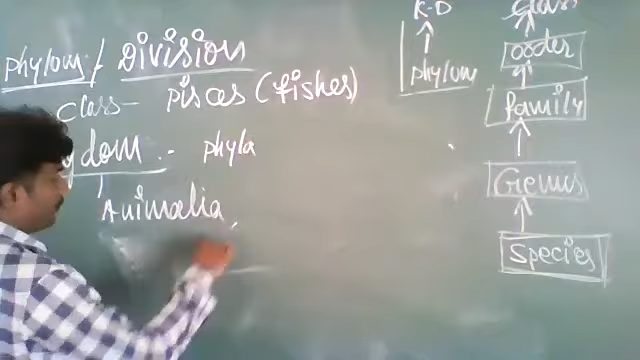 phylum / Division
Class - Pisces (fishes)
dom :- phyla
Animalia,
K-D
phylum
Class
order
family
Genus
Species